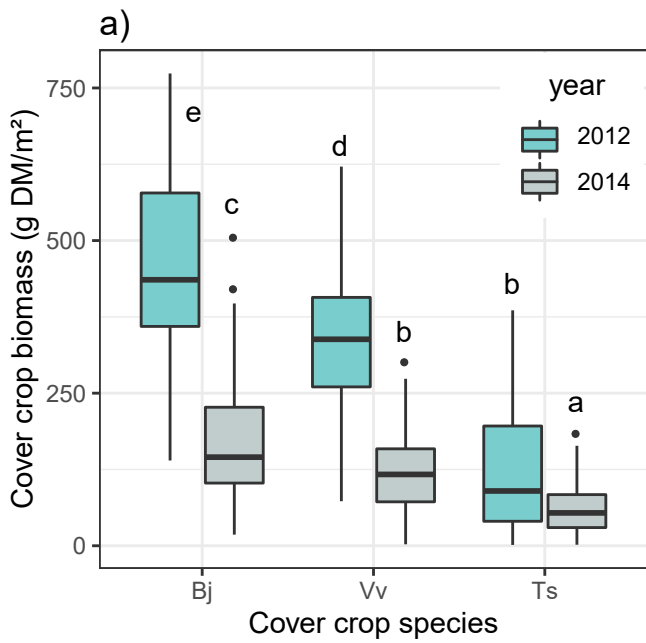 a)
Cover crop biomass (g DM/m²)
750
500
250
0
e
c
d
b
b
a
year
2012
2014
Bj
Vv
Ts
Cover crop species